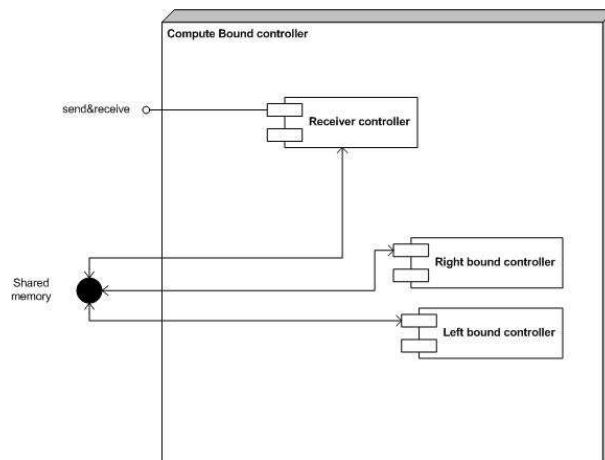 Compute Bound controller
send&receive
Receiver controller
Right bound controller
Shared
memory
Left bound controller